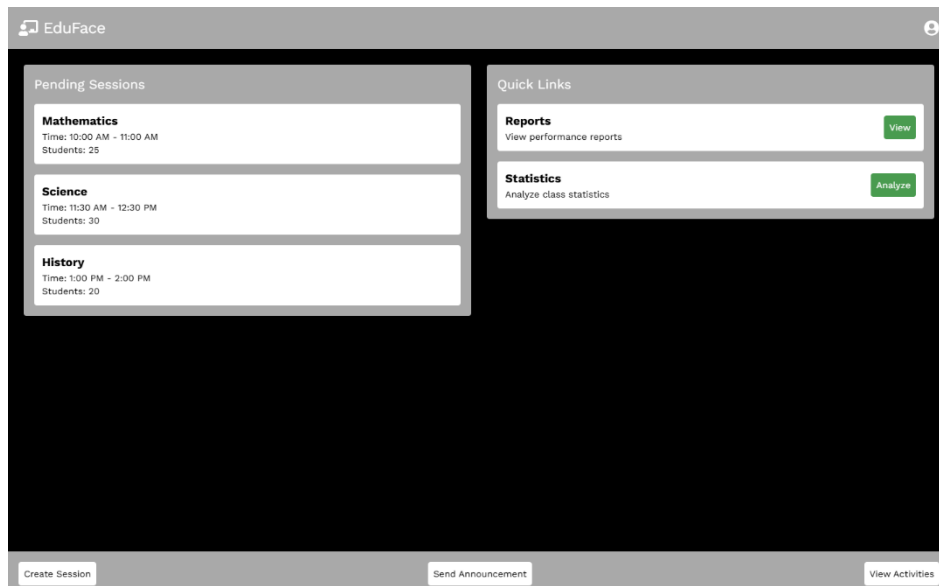 EduFace
Pending Sessions
Mathematics
Time: 10:00 AM - 11:00 AM
Students: 25
Science
Time: 11:30 AM - 12:30 PM
Students: 30
History
Time: 1:00 PM - 2:00 PM
Students: 20
Quick Links
Reports
View performance reports
View
Statistics
Analyze class statistics
Analyze
Create Session
Send Announcement
View Activities